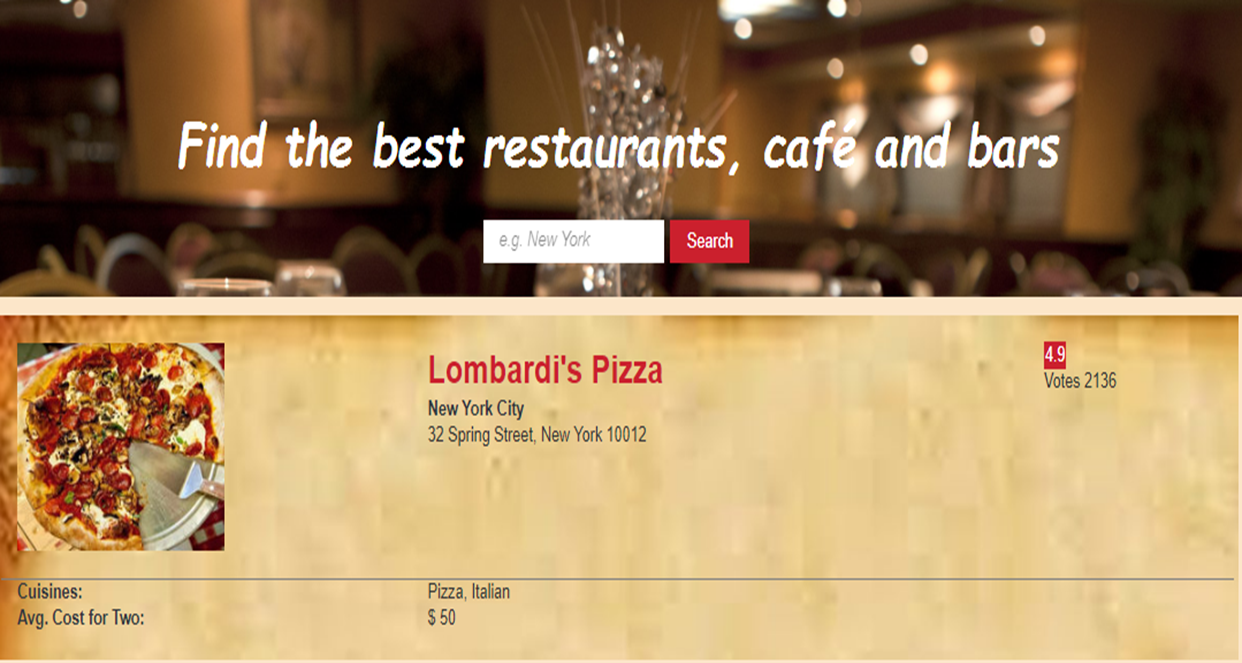 Find the best restaurants, café and bars
e.g. New York
Search
Lombardi's Pizza
4.9
New York City
Votes 2136
32 Spring Street, New York 10012
Cuisines: Pizza, Italian
Avg. Cost for Two: $ 50